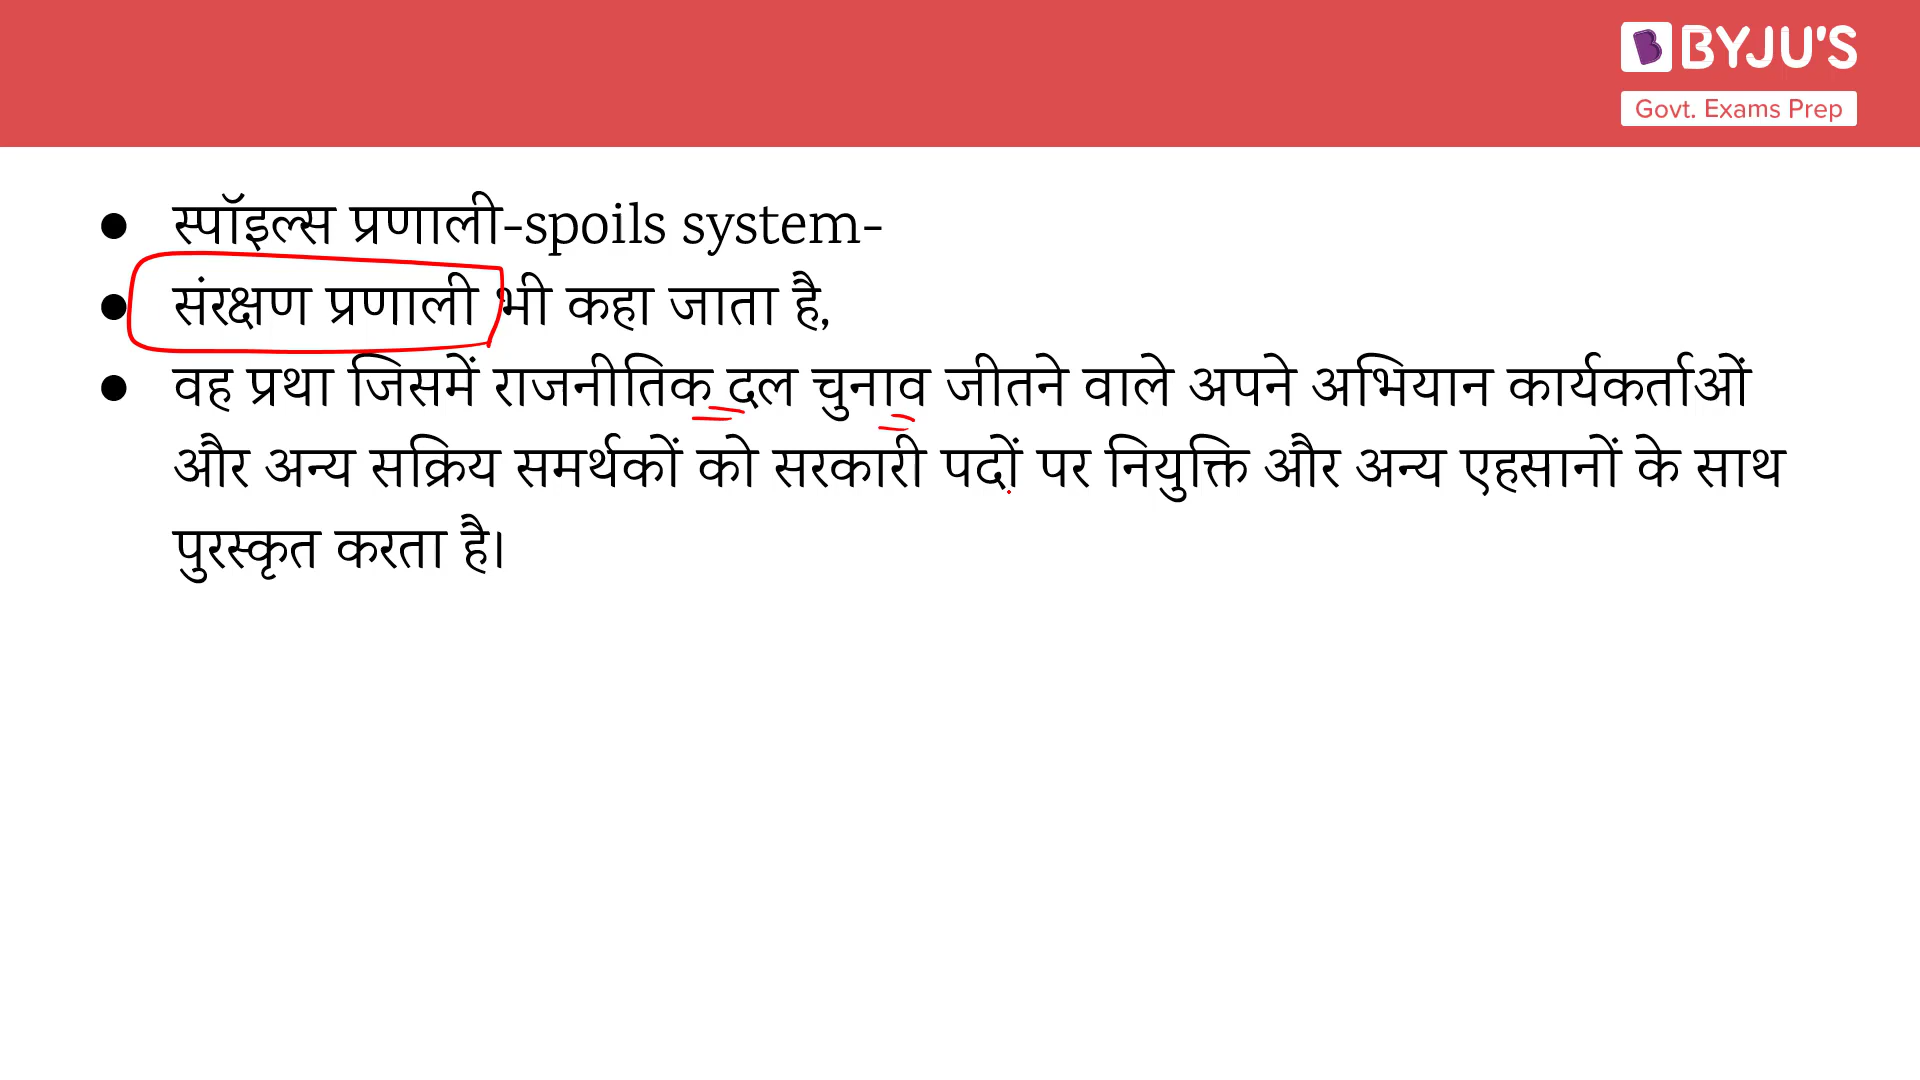 BYJU'S
Govt. Exams Prep
● स्पॉइल्स प्रणाली-spoils system-
● संरक्षण प्रणाली भी कहा जाता है,
● वह प्रथा जिसमें राजनीतिक दल चुनाव जीतने वाले अपने अभियान कार्यकर्ताओं
और अन्य सक्रिय समर्थकों को सरकारी पदों पर नियुक्ति और अन्य एहसानों के साथ
पुरस्कृत करता है।